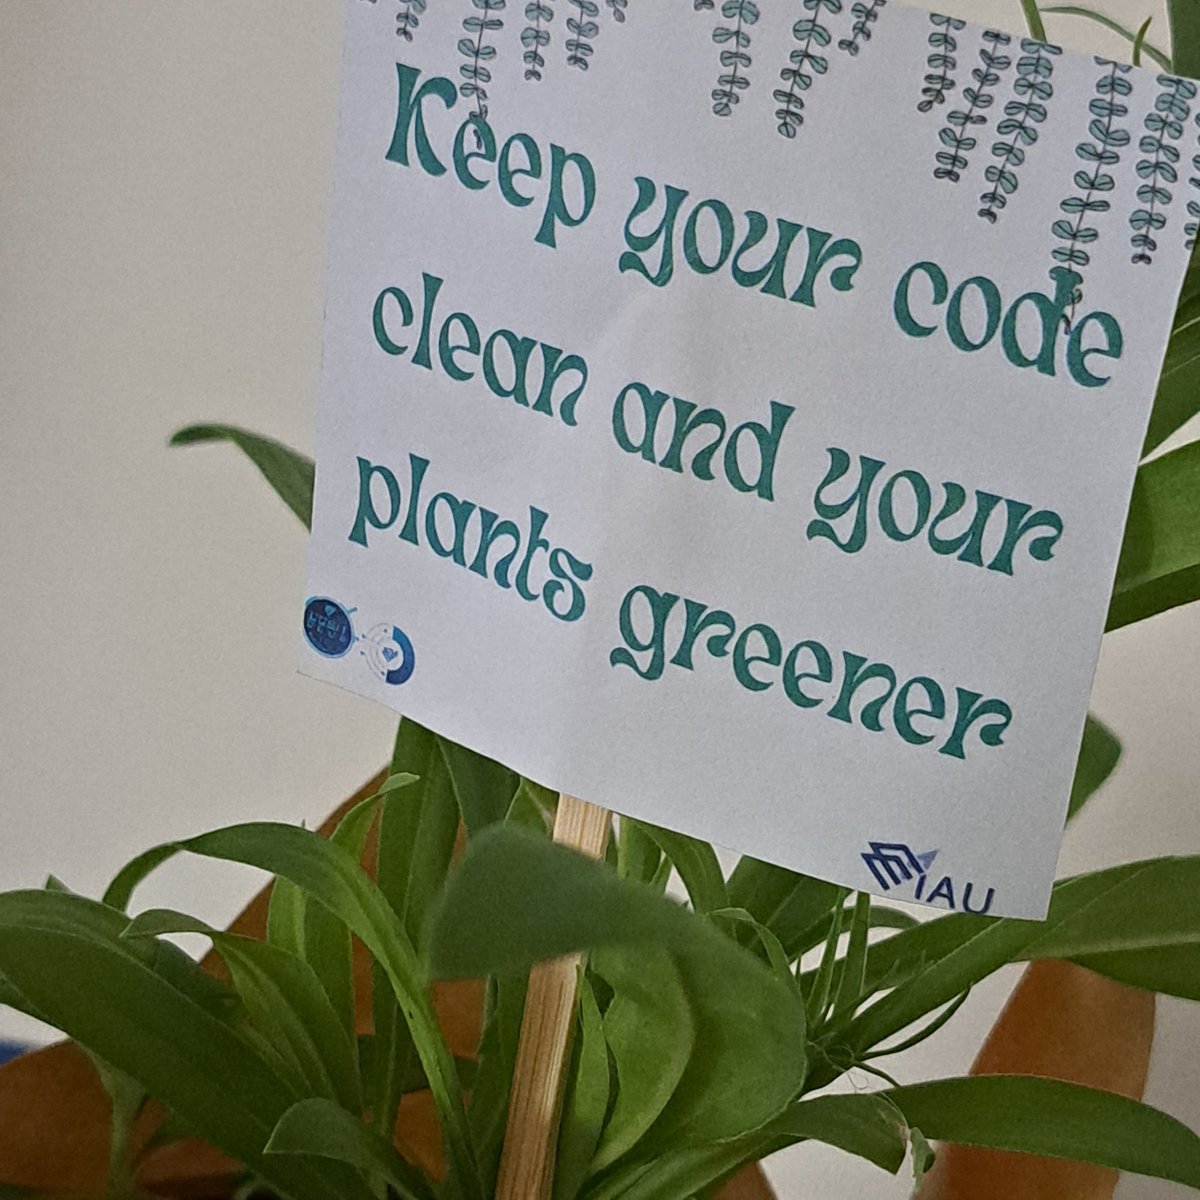 Keep your code
clean and your
plants greener
IAU